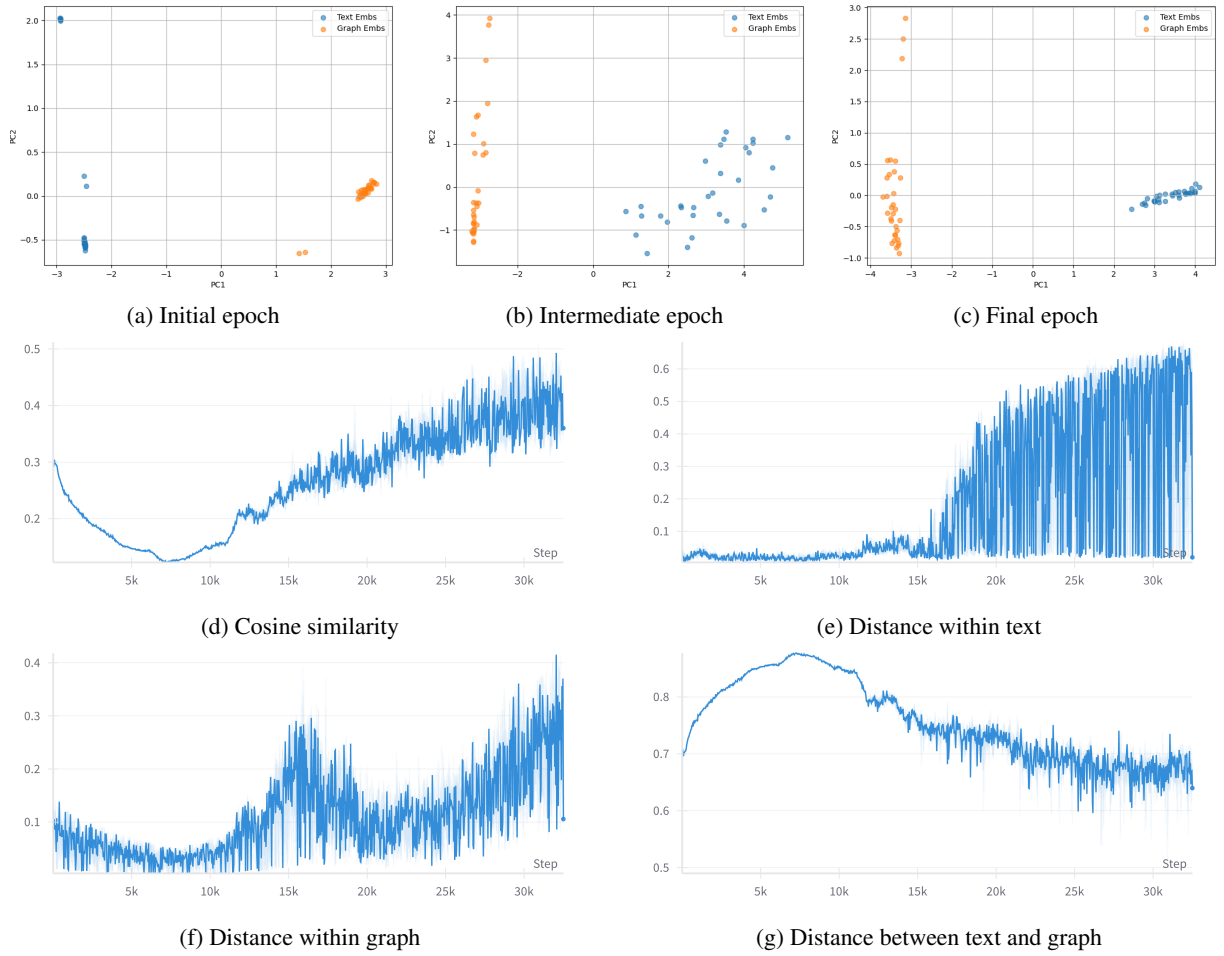 Text Embs
Graph Embs
2.0
1.5
1.0
0.5
0.0
−0.5
PC2
−3
−2
−1
0
1
2
3
PC1
(a) Initial epoch
Text Embs
Graph Embs
4
3
2
1
0
−1
PC2
−2
0
2
4
PC1
(b) Intermediate epoch
Text Embs
Graph Embs
3.0
2.5
2.0
1.5
1.0
0.5
0.0
−0.5
−1.0
PC2
−4
−3
−2
−1
0
1
2
3
4
PC1
(c) Final epoch
0.5
0.4
0.3
0.2
Step
5k
10k
15k
20k
25k
30k
(d) Cosine similarity
0.6
0.5
0.4
0.3
0.2
0.1
Step
5k
10k
15k
20k
25k
30k
(e) Distance within text
0.4
0.3
0.2
0.1
Step
5k
10k
15k
20k
25k
30k
(f) Distance within graph
0.8
0.7
0.6
0.5
Step
5k
10k
15k
20k
25k
30k
(g) Distance between text and graph